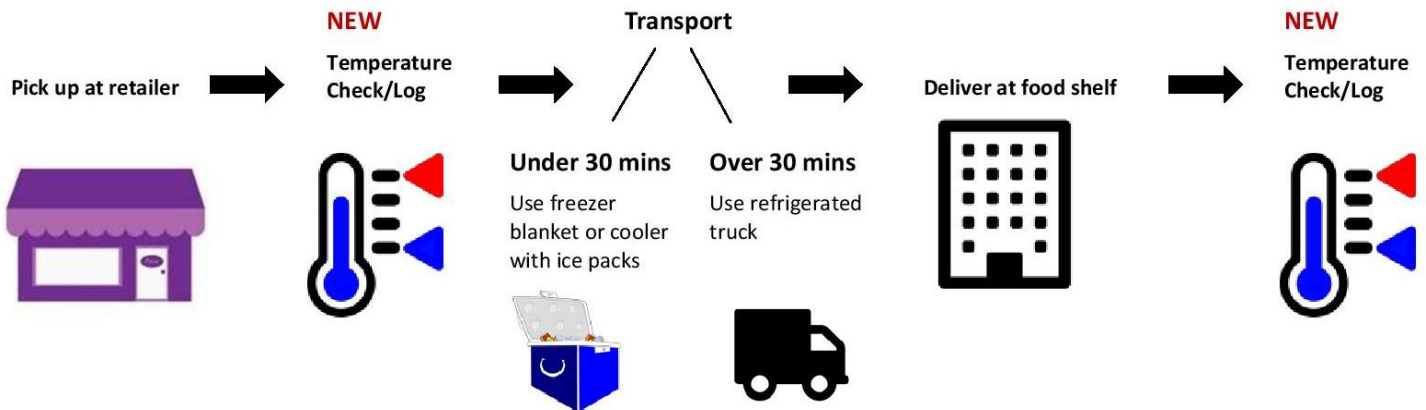 Pick up at retailer
NEW
Temperature
Check/Log
Transport
Under 30 mins
Use freezer
blanket or cooler
with ice packs
Over 30 mins
Use refrigerated
truck
Deliver at food shelf
NEW
Temperature
Check/Log